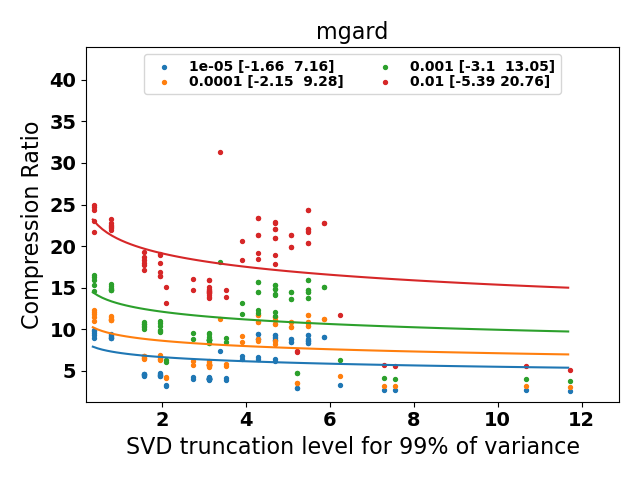 mgard
1e-05 [-1.66  7.16]
0.0001 [-2.15  9.28]
0.001 [-3.1  13.05]
0.01 [-5.39 20.76]
Compression Ratio
40
35
30
25
20
15
10
5
2 4 6 8 10 12
SVD truncation level for 99% of variance